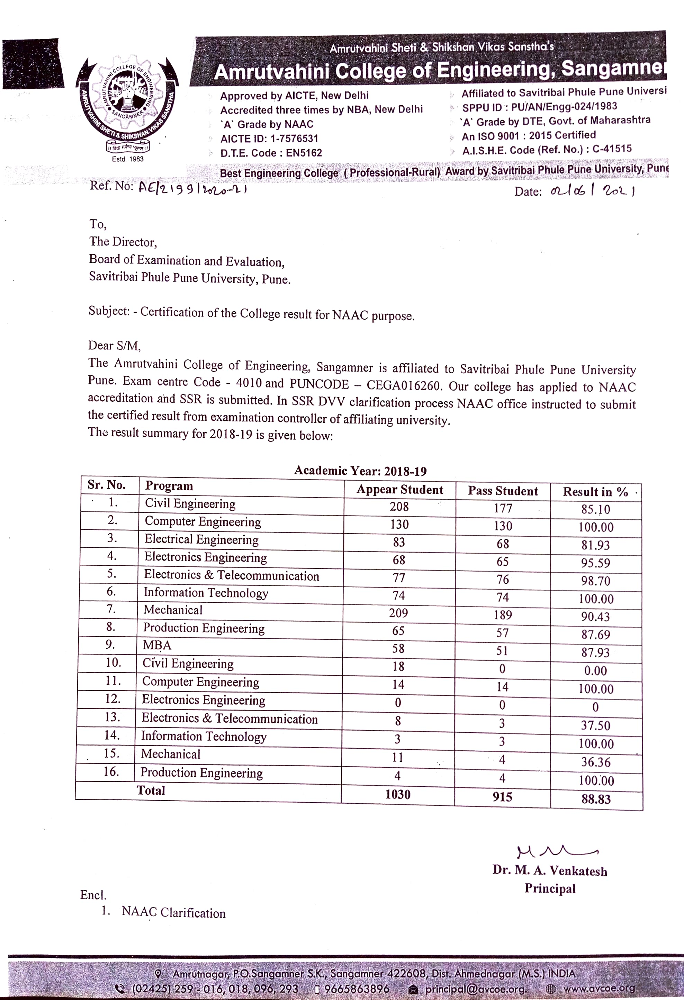 Amrutvahini Sheti & Shikshan Vikas Sanstha's
Amrutvahini College of Engineering, Sangamne
AMRUTVAHINI COLLEGE OF ENGINEERING
SANGAMNER
AMRUTVAHINI SHETI & SHIKSHAN VIKAS SANSTHA
।। विद्या सर्वस्य भूषणम् ।।
Estd. 1983
Approved by AICTE, New Delhi
Accredited three times by NBA, New Delhi
`A` Grade by NAAC
AICTE ID: 1-7576531
D.T.E. Code : EN5162
Affiliated to Savitribai Phule Pune Universi
SPPU ID : PU/AN/Engg-024/1983
`A` Grade by DTE, Govt. of Maharashtra
An ISO 9001 : 2015 Certified
A.I.S.H.E. Code (Ref. No.) : C-41515
Best Engineering College ( Professional-Rural) Award by Savitribai Phule Pune University, Pune
Ref. No: AE/2199/2020-21 Date: 02/06/2021
To,
The Director,
Board of Examination and Evaluation,
Savitribai Phule Pune University, Pune.
Subject: - Certification of the College result for NAAC purpose.
Dear S/M,
The Amrutvahini College of Engineering, Sangamner is affiliated to Savitribai Phule Pune University
Pune. Exam centre Code - 4010 and PUNCODE – CEGA016260. Our college has applied to NAAC
accreditation and SSR is submitted. In SSR DVV clarification process NAAC office instructed to submit
the certified result from examination controller of affiliating university.
The result summary for 2018-19 is given below:
Academic Year: 2018-19
Sr. No. Program Appear Student Pass Student Result in %
1. Civil Engineering 208 177 85.10
2. Computer Engineering 130 130 100.00
3. Electrical Engineering 83 68 81.93
4. Electronics Engineering 68 65 95.59
5. Electronics & Telecommunication 77 76 98.70
6. Information Technology 74 74 100.00
7. Mechanical 209 189 90.43
8. Production Engineering 65 57 87.69
9. MBA 58 51 87.93
10. Civil Engineering 18 0 0.00
11. Computer Engineering 14 14 100.00
12. Electronics Engineering 0 0 0
13. Electronics & Telecommunication 8 3 37.50
14. Information Technology 3 3 100.00
15. Mechanical 11 4 36.36
16. Production Engineering 4 4 100.00
Total 1030 915 88.83
Dr. M. A. Venkatesh
Principal
Encl.
1. NAAC Clarification
Amrutnagar, P.O.Sangamner S.K., Sangamner 422608, Dist. Ahmednagar (M.S.) INDIA
(02425) 259 - 016, 018, 096, 293 9665863896 principal@avcoe.org. www.avcoe.org